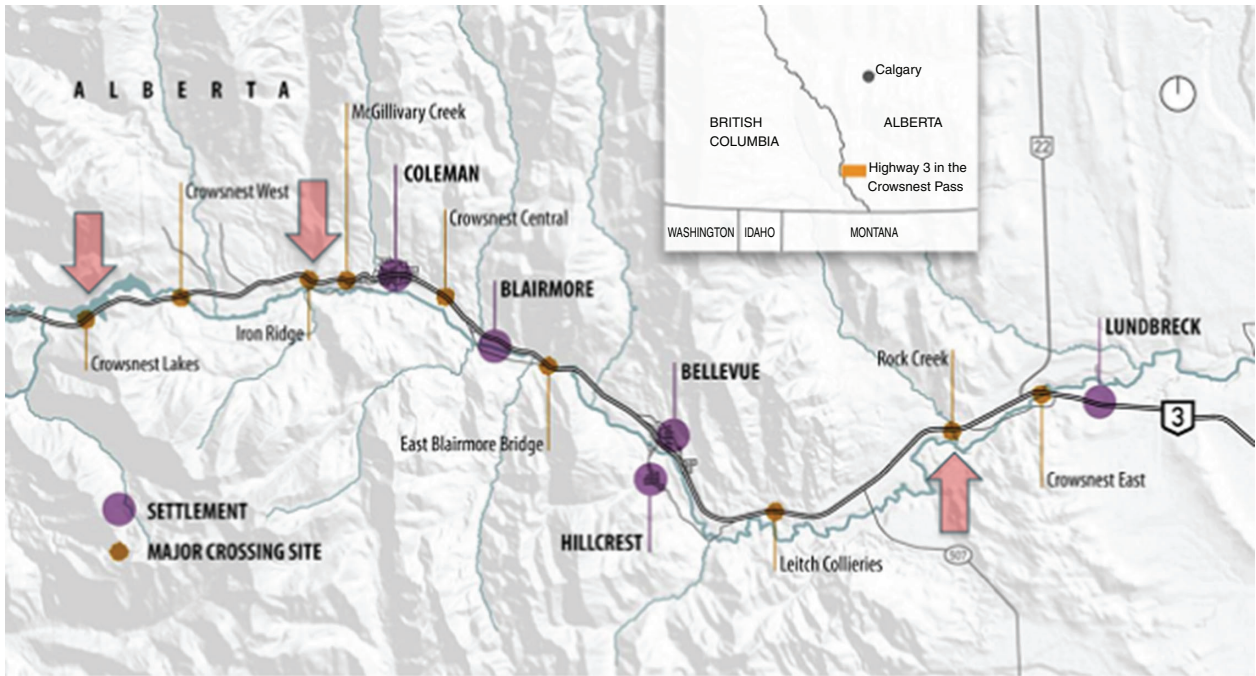 A L B E R T A
McGillivary Creek
COLEMAN
Crowsnest West
Crowsnest Central
BLAIRMORE
Iron Ridge
Crowsnest Lakes
East Blairmore Bridge
BELLEVUE
HILLCREST
Leitch Collieries
Rock Creek
Crowsnest East
LUNDBRECK
22
3
507
SETTLEMENT
MAJOR CROSSING SITE
Calgary
BRITISH
COLUMBIA
ALBERTA
Highway 3 in the
Crowsnest Pass
WASHINGTON
IDAHO
MONTANA